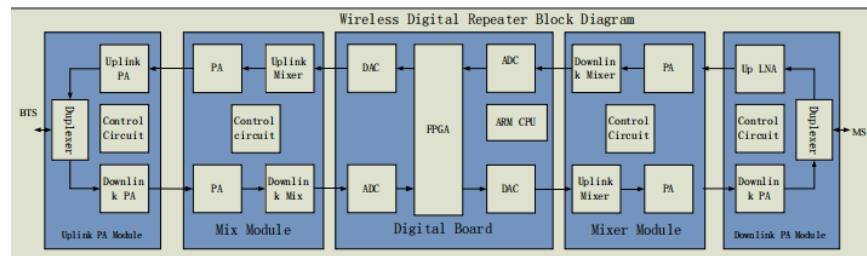 Wireless Digital Repeater Block Diagram
BTS
Duplexer
Uplink
PA
Control
Circuit
Downlin
k PA
Uplink PA Module
PA
Uplink
Mixer
Control
circuit
PA
Downlin
k Mix
Mix Module
DAC
ADC
FPGA
ADC
ARM CPU
DAC
Digital Board
Downlin
k Mixer
PA
Control
Circuit
Uplink
Mixer
PA
Mixer Module
Up LNA
Control
Circuit
Downlin
k PA
Duplexer
Downlink PA Module
MS